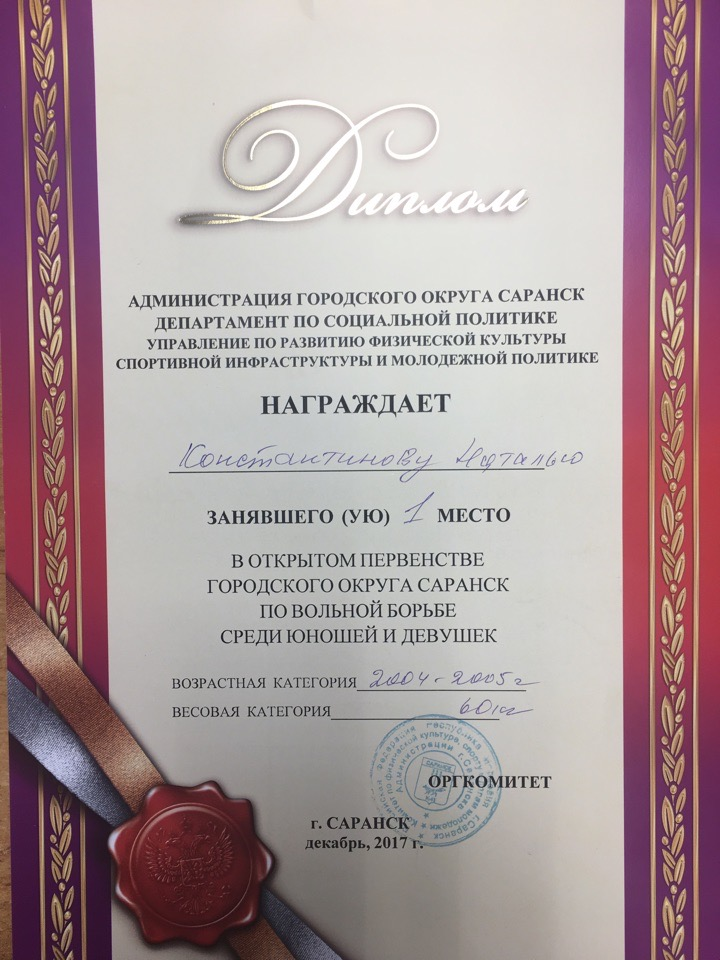 Диплом
АДМИНИСТРАЦИЯ ГОРОДСКОГО ОКРУГА САРАНСК
ДЕПАРТАМЕНТ ПО СОЦИАЛЬНОЙ ПОЛИТИКЕ
УПРАВЛЕНИЕ ПО РАЗВИТИЮ ФИЗИЧЕСКОЙ КУЛЬТУРЫ
СПОРТИВНОЙ ИНФРАСТРУКТУРЫ И МОЛОДЕЖНОЙ ПОЛИТИКЕ
НАГРАЖДАЕТ
Константинову Наталью
ЗАНЯВШЕГО (УЮ) 1 МЕСТО
В ОТКРЫТОМ ПЕРВЕНСТВЕ
ГОРОДСКОГО ОКРУГА САРАНСК
ПО ВОЛЬНОЙ БОРЬБЕ
СРЕДИ ЮНОШЕЙ И ДЕВУШЕК
ВОЗРАСТНАЯ КАТЕГОРИЯ 2004-2005г
ВЕСОВАЯ КАТЕГОРИЯ 60кг
ОРГКОМИТЕТ
г. САРАНСК
декабрь, 2017 г.